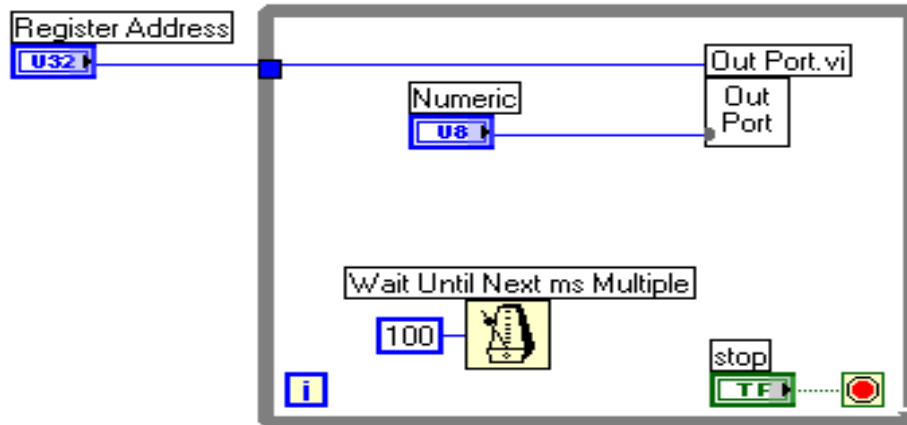 Register Address
U32
Out Port.vi
Out
Port
Numeric
U8
Wait Until Next ms Multiple
100
stop
i
TF